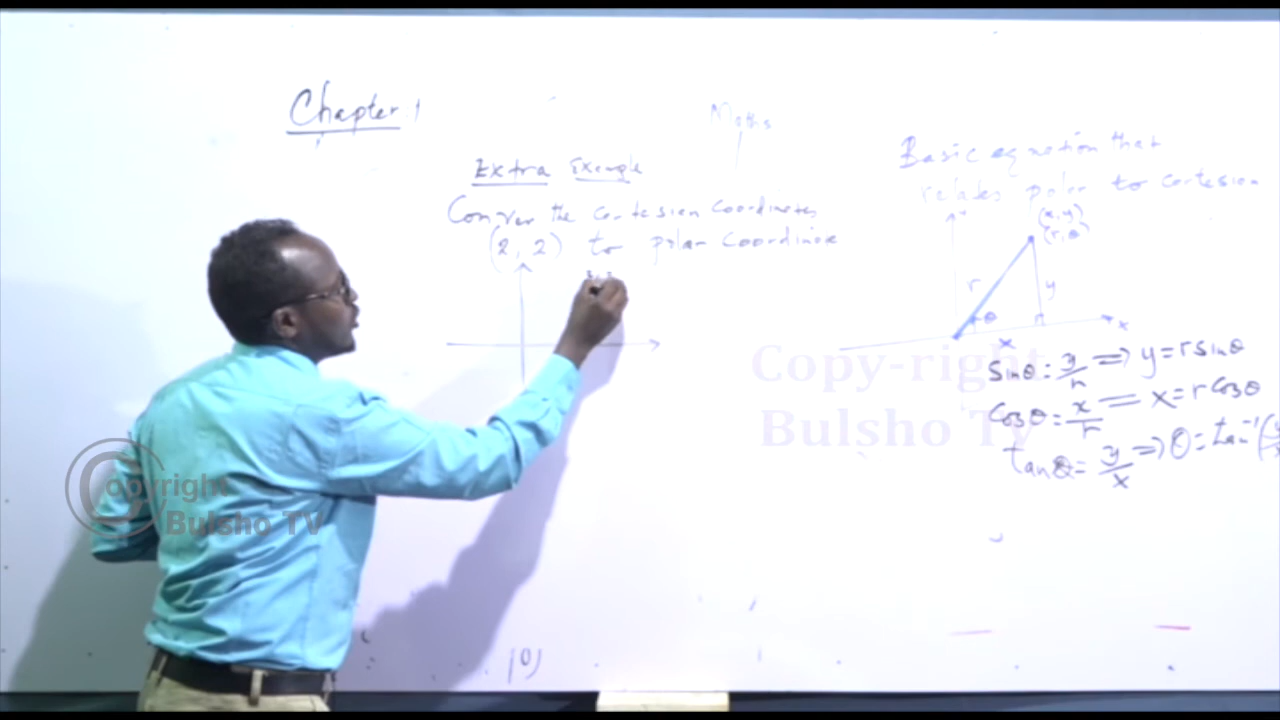 Chapter 1
Maths
Extra Example
Conver the cartesian Coordinates
(2, 2) to polar Coordinate
Basic equation that
relates polar to cartesian
(x, y)
(r, θ)
r
y
θ
x
x
sinθ = y/r ⇒ y = r sinθ
Cosθ = x/r = x = r Cosθ
tanθ = y/x ⇒ θ = tan⁻¹(
Copy-right
Bulsho TV
Copyright
Bulsho TV